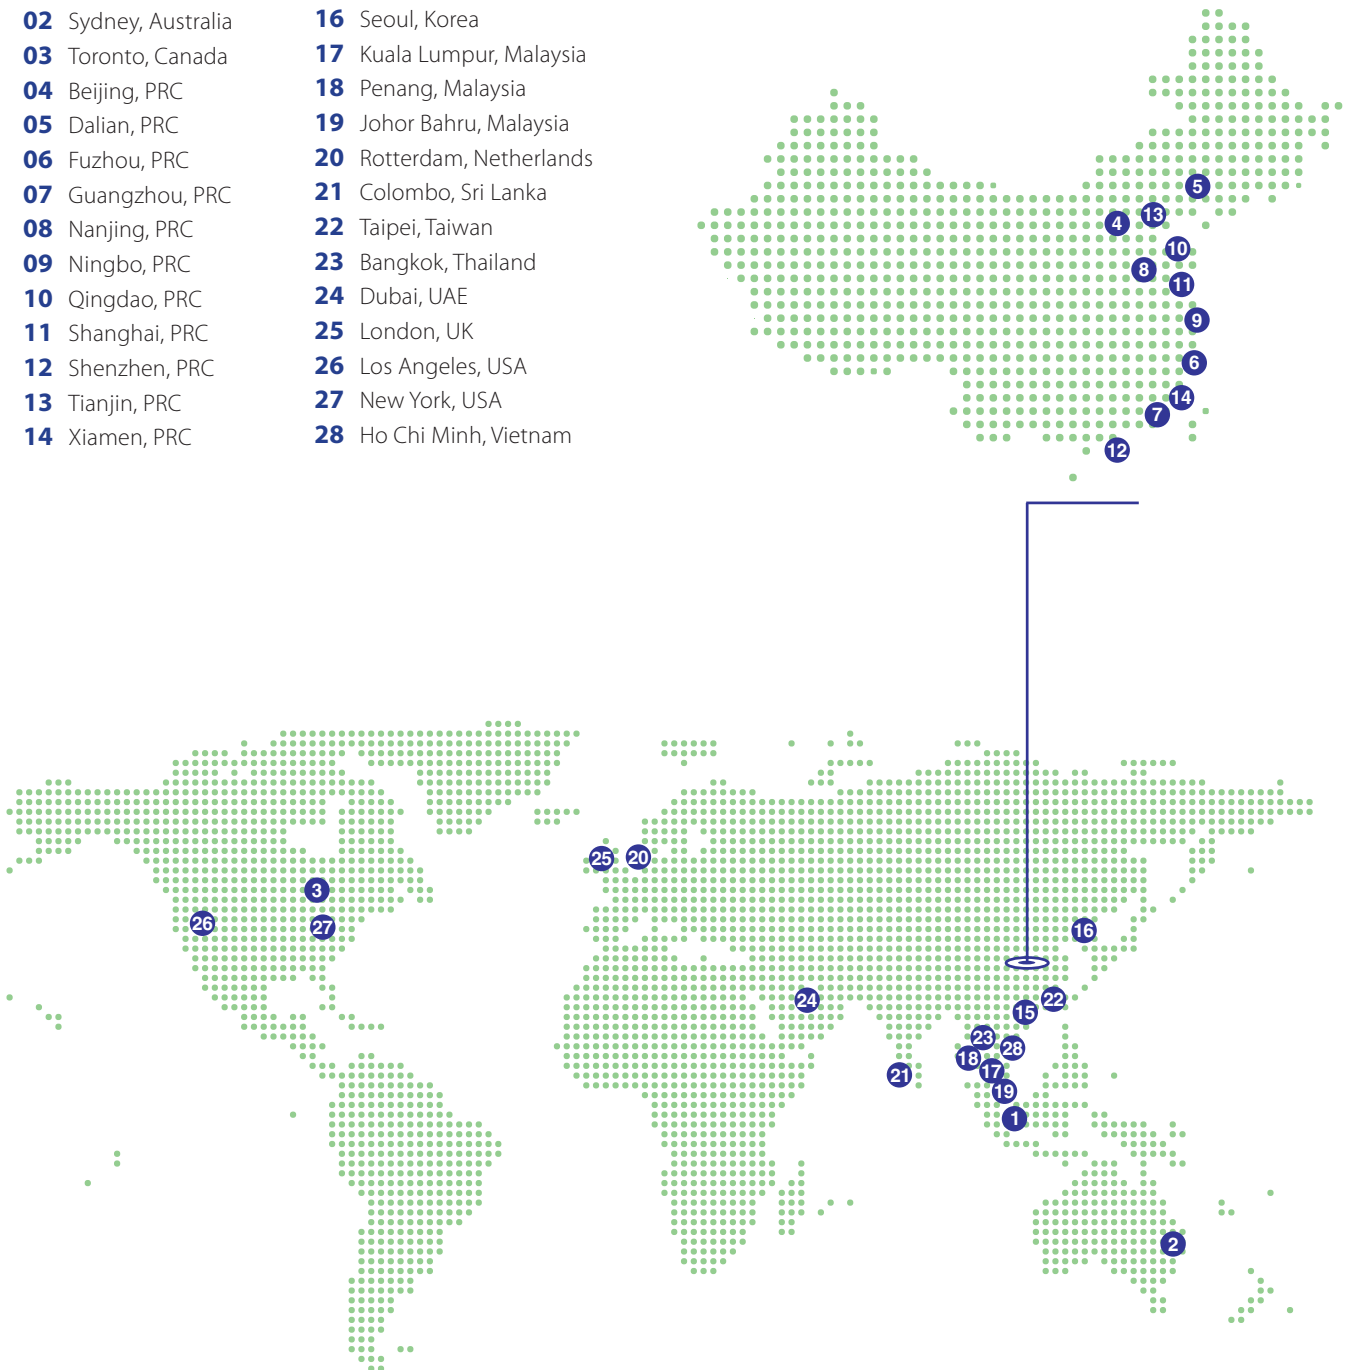 02 Sydney, Australia
03 Toronto, Canada
04 Beijing, PRC
05 Dalian, PRC
06 Fuzhou, PRC
07 Guangzhou, PRC
08 Nanjing, PRC
09 Ningbo, PRC
10 Qingdao, PRC
11 Shanghai, PRC
12 Shenzhen, PRC
13 Tianjin, PRC
14 Xiamen, PRC
16 Seoul, Korea
17 Kuala Lumpur, Malaysia
18 Penang, Malaysia
19 Johor Bahru, Malaysia
20 Rotterdam, Netherlands
21 Colombo, Sri Lanka
22 Taipei, Taiwan
23 Bangkok, Thailand
24 Dubai, UAE
25 London, UK
26 Los Angeles, USA
27 New York, USA
28 Ho Chi Minh, Vietnam
5
13
4
10
8
11
9
6
14
7
12
25
20
3
26
27
16
24
22
15
23
28
18
17
21
19
1
2